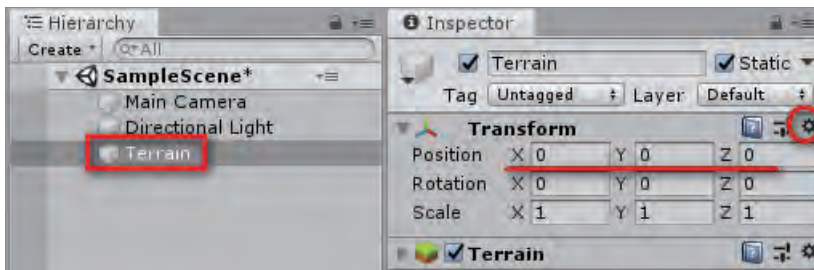 Hierarchy
Create
All
SampleScene*
Main Camera
Directional Light
Terrain
Inspector
Terrain
Static
Tag Untagged Layer Default
Transform
Position X 0 Y 0 Z 0
Rotation X 0 Y 0 Z 0
Scale X 1 Y 1 Z 1
Terrain